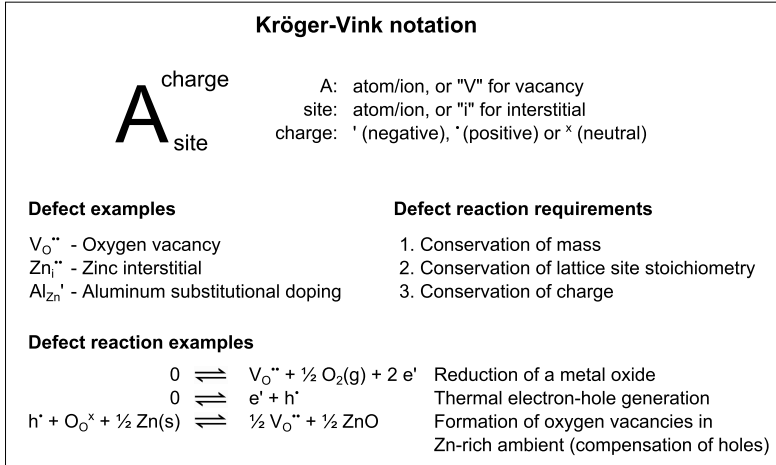 Kröger-Vink notation
A charge site
A: atom/ion, or "V" for vacancy
site: atom/ion, or "i" for interstitial
charge: ' (negative), • (positive) or ˣ (neutral)
Defect examples
V_O^•• - Oxygen vacancy
Zn_i^•• - Zinc interstitial
Al_Zn' - Aluminum substitutional doping
Defect reaction requirements
1. Conservation of mass
2. Conservation of lattice site stoichiometry
3. Conservation of charge
Defect reaction examples
0 ⇌ V_O^•• + ½ O₂(g) + 2 e' Reduction of a metal oxide
0 ⇌ e' + h^• Thermal electron-hole generation
h^• + O_O^x + ½ Zn(s) ⇌ ½ V_O^•• + ½ ZnO Formation of oxygen vacancies in
Zn-rich ambient (compensation of holes)